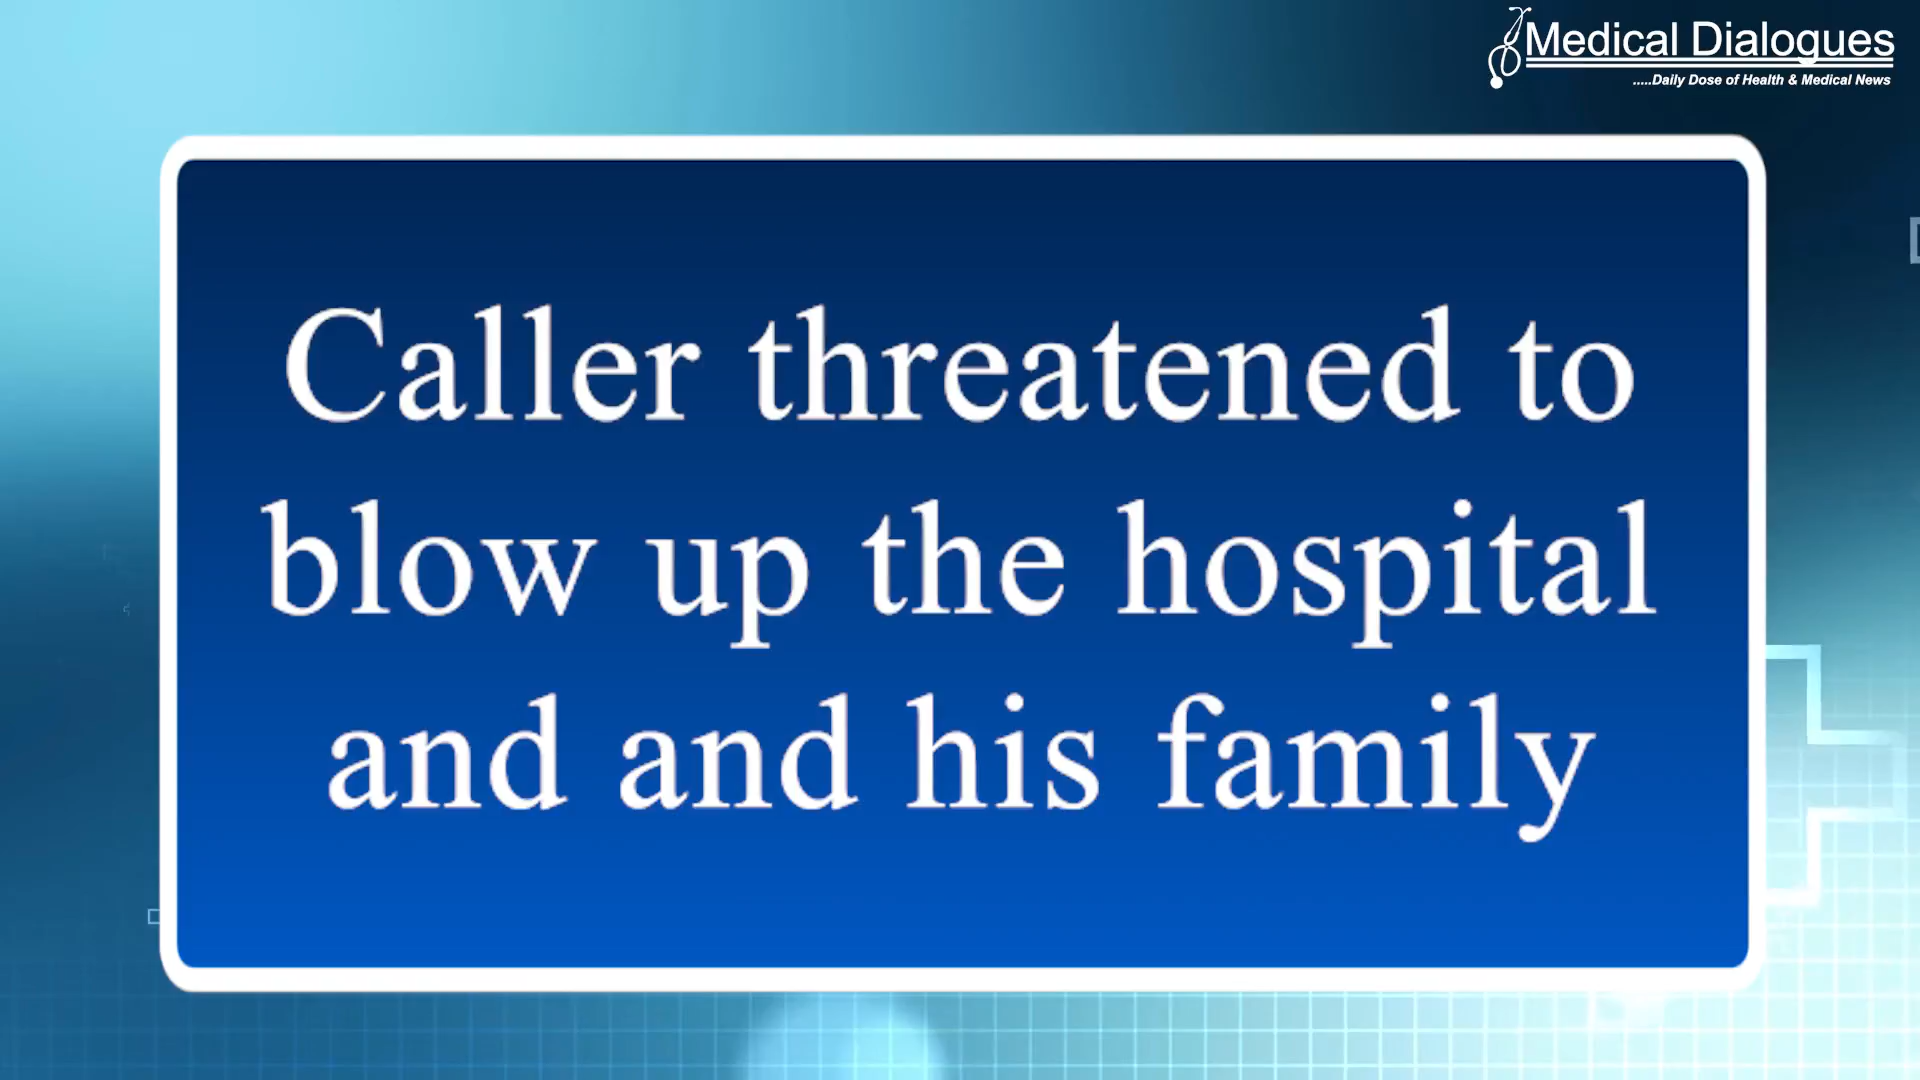 Medical Dialogues
.....Daily Dose of Health & Medical News
Caller threatened to
blow up the hospital
and and his family